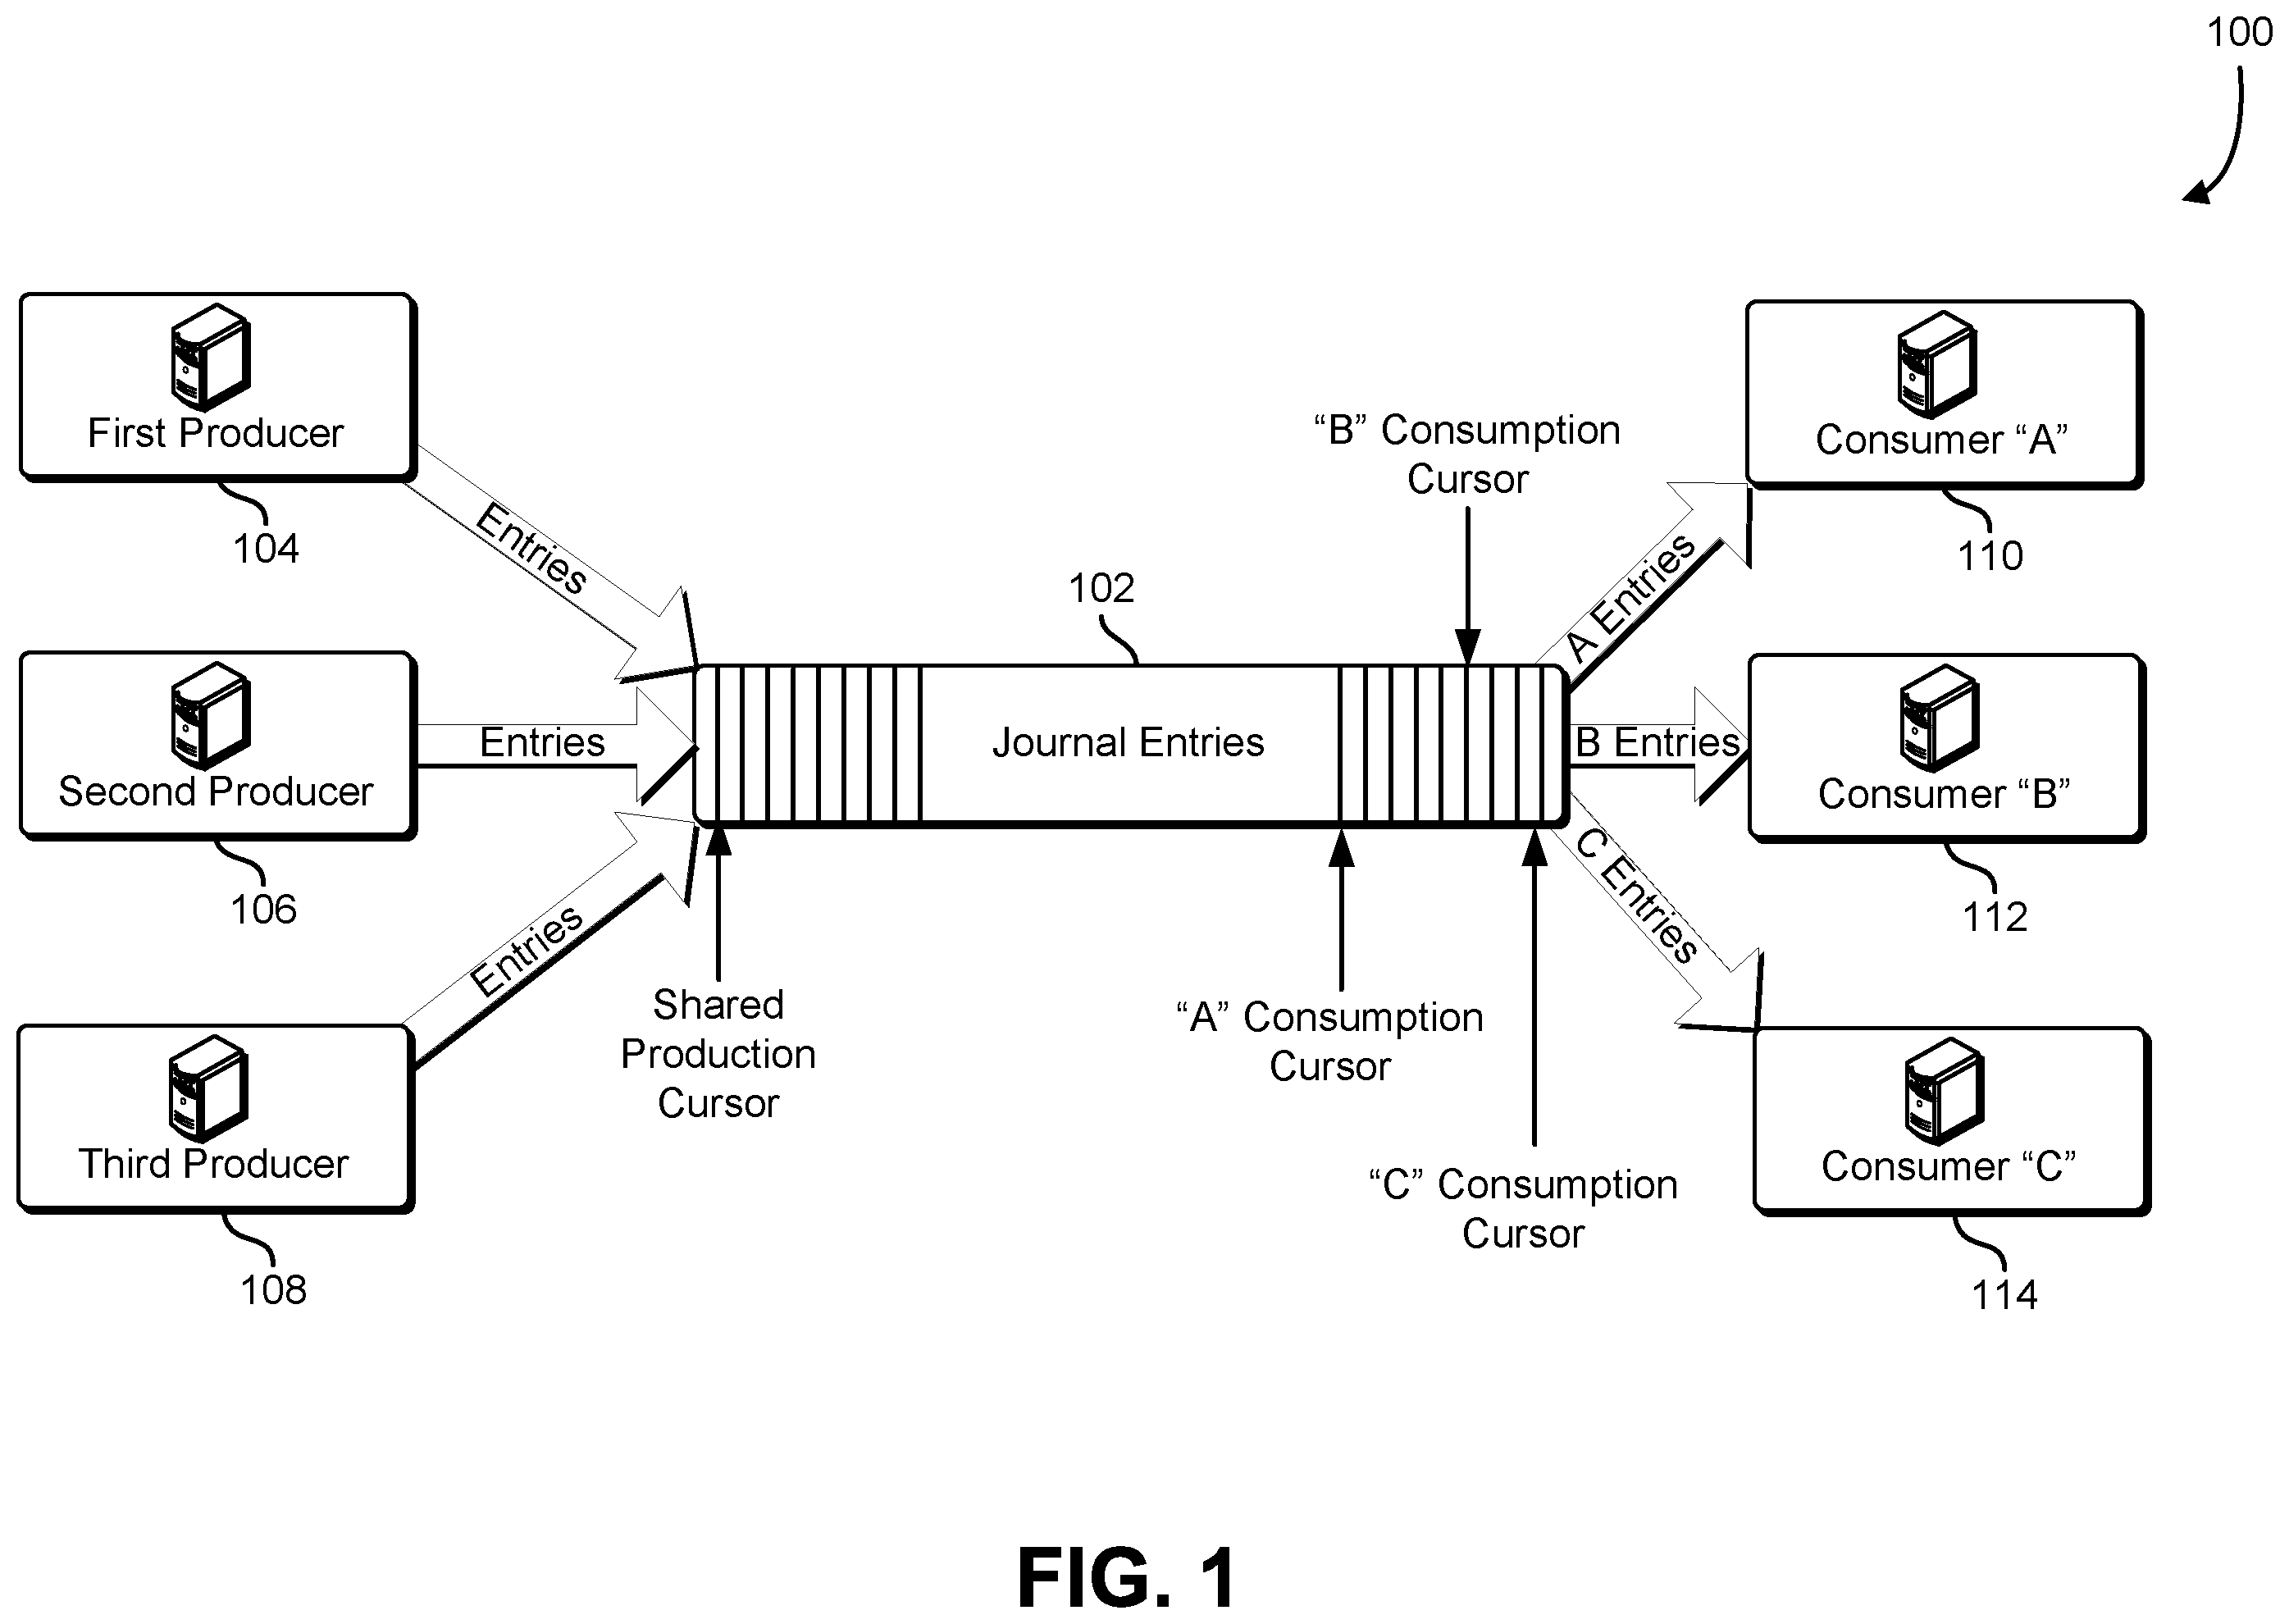 100
First Producer
104
Entries
Second Producer
106
Entries
Third Producer
108
Entries
102
Journal Entries
Shared
Production
Cursor
“B” Consumption
Cursor
“A” Consumption
Cursor
“C” Consumption
Cursor
A Entries
Consumer “A”
110
B Entries
Consumer “B”
112
C Entries
Consumer “C”
114
FIG. 1